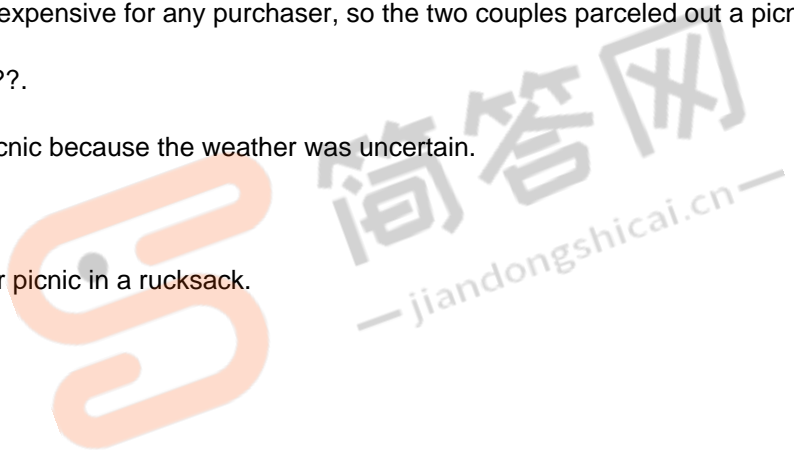 expensive for any purchaser, so the two couples parceled out a picr
??.
cnic because the weather was uncertain.
r picnic in a rucksack.
简答网
jiandongshicai.cn